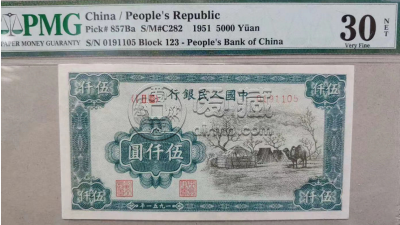 PMG
PAPER MONEY GUARANTY
China / People's Republic
Pick# 857Ba S/M#C282 1951 5000 Yüan
S/N 0191105 Block 123 - People's Bank of China
30 NET
Very Fine
伍仟
伍仟
行銀民人國中
0191105
圓仟伍
伍仟
伍仟
年一五九一